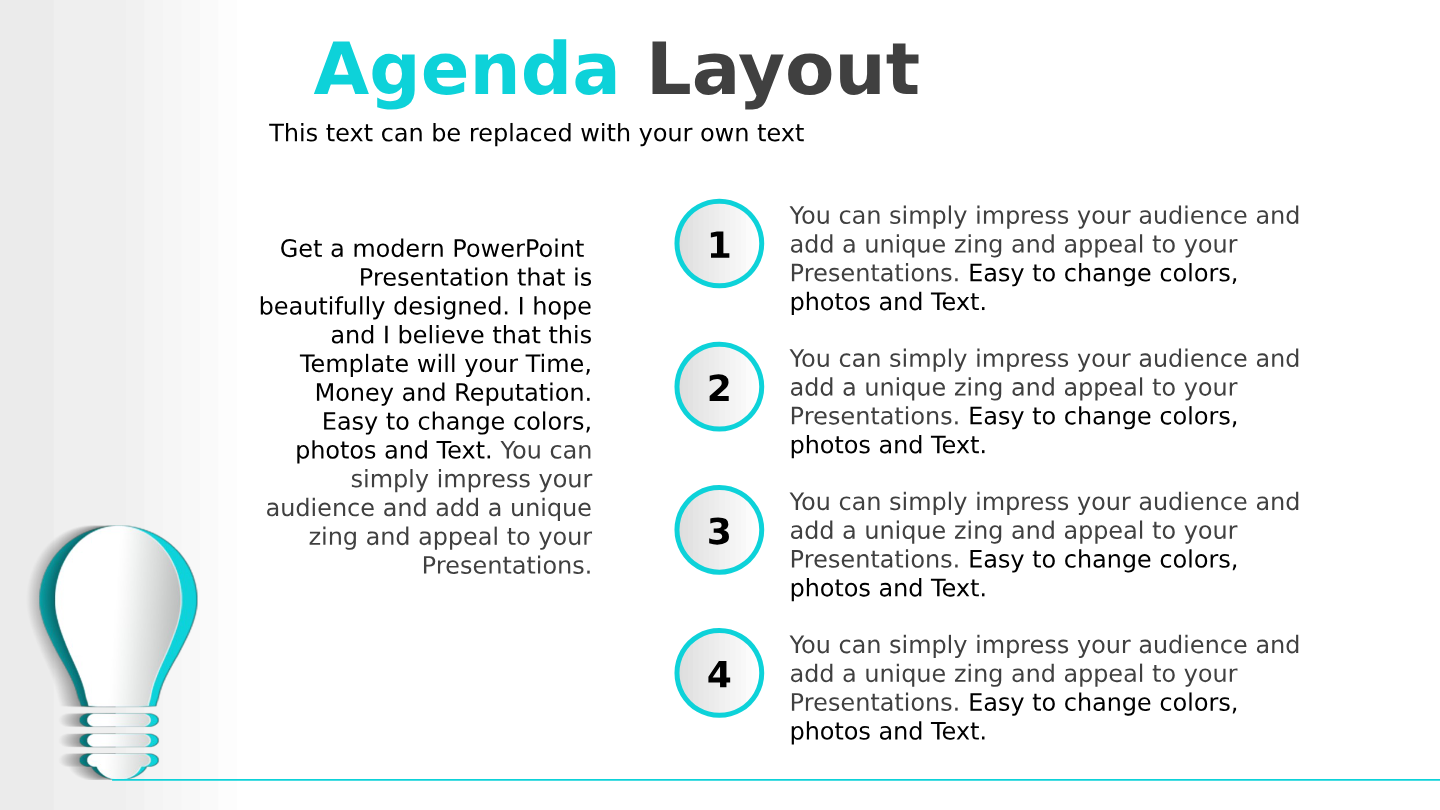 Agenda Layout
This text can be replaced with your own text
Get a modern PowerPoint
Presentation that is
beautifully designed. I hope
and I believe that this
Template will your Time,
Money and Reputation.
Easy to change colors,
photos and Text. You can
simply impress your
audience and add a unique
zing and appeal to your
Presentations.
1
You can simply impress your audience and
add a unique zing and appeal to your
Presentations. Easy to change colors,
photos and Text.
2
You can simply impress your audience and
add a unique zing and appeal to your
Presentations. Easy to change colors,
photos and Text.
3
You can simply impress your audience and
add a unique zing and appeal to your
Presentations. Easy to change colors,
photos and Text.
4
You can simply impress your audience and
add a unique zing and appeal to your
Presentations. Easy to change colors,
photos and Text.